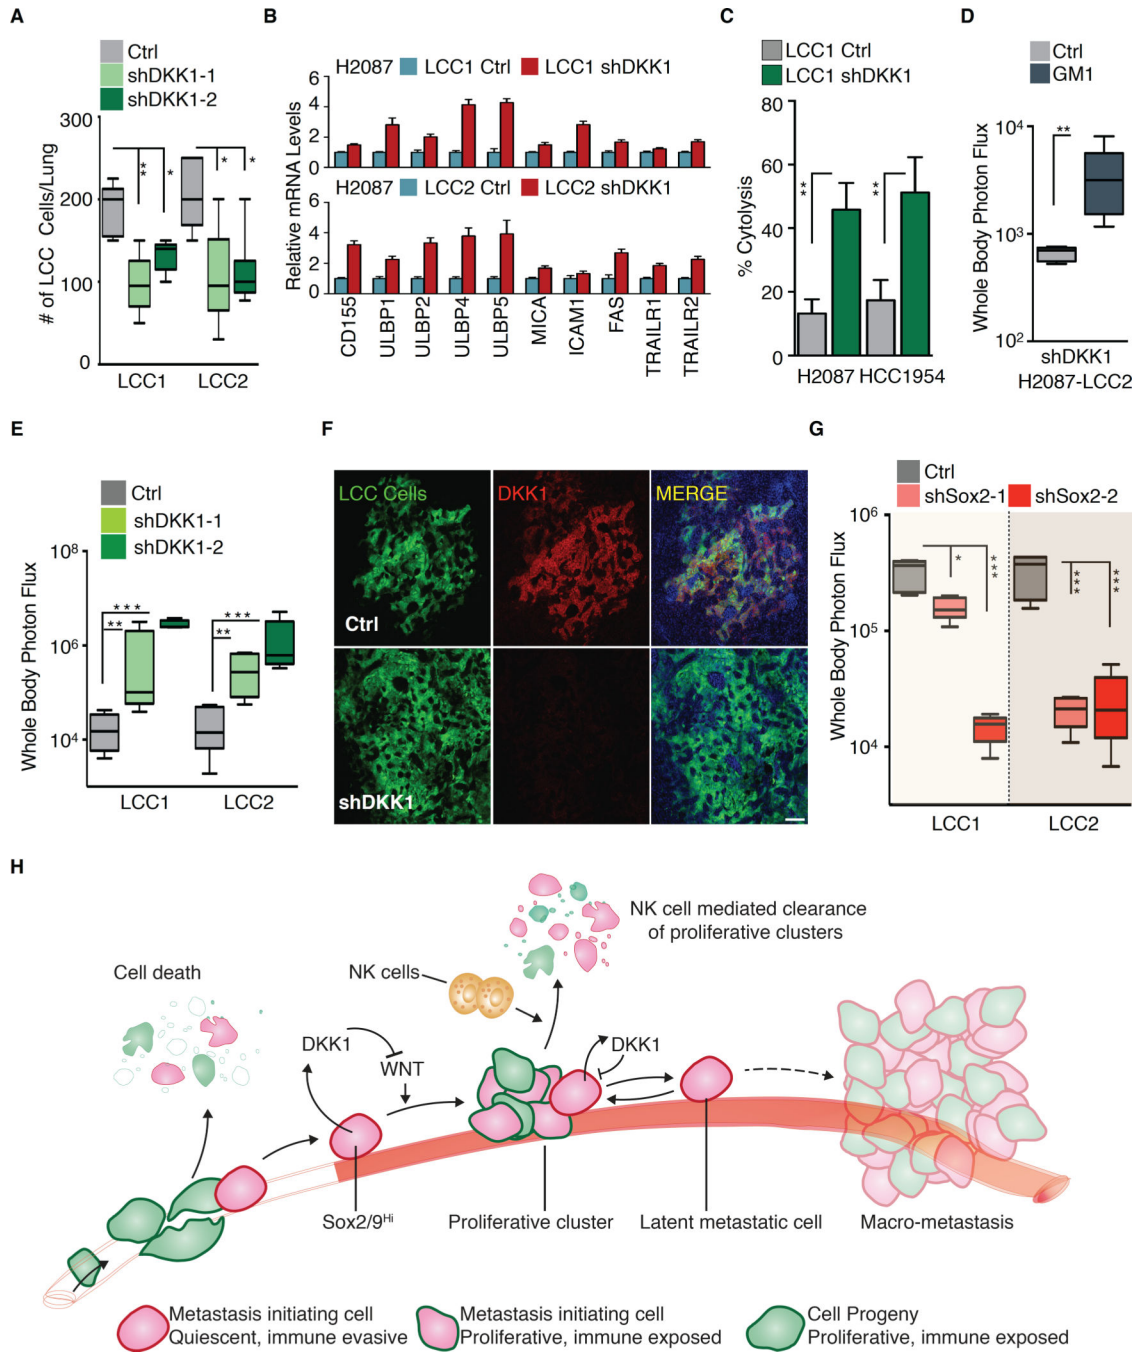 A
Ctrl
shDKK1-1
shDKK1-2
# of LCC Cells/Lung
300
200
100
0
**
*
*
*
LCC1
LCC2
B
H2087 LCC1 Ctrl LCC1 shDKK1
Relative mRNA Levels
6
4
2
0
H2087 LCC2 Ctrl LCC2 shDKK1
6
4
2
0
CD155
ULBP1
ULBP2
ULBP4
ULBP5
MICA
ICAM1
FAS
TRAILR1
TRAILR2
C
LCC1 Ctrl
LCC1 shDKK1
% Cytolysis
80
60
40
20
0
**
**
H2087 HCC1954
D
Ctrl
GM1
Whole Body Photon Flux
10⁴
10³
10²
**
shDKK1
H2087-LCC2
E
Ctrl
shDKK1-1
shDKK1-2
Whole Body Photon Flux
10⁸
10⁶
10⁴
***
**
***
**
LCC1
LCC2
F
LCC Cells
DKK1
MERGE
Ctrl
shDKK1
G
Ctrl
shSox2-1 shSox2-2
Whole Body Photon Flux
10⁶
10⁵
10⁴
*
***
***
***
LCC1
LCC2
H
Cell death
NK cells
NK cell mediated clearance
of proliferative clusters
DKK1
WNT
DKK1
Sox2/9ᴴⁱ
Proliferative cluster
Latent metastatic cell
Macro-metastasis
Metastasis initiating cell
Quiescent, immune evasive
Metastasis initiating cell
Proliferative, immune exposed
Cell Progeny
Proliferative, immune exposed